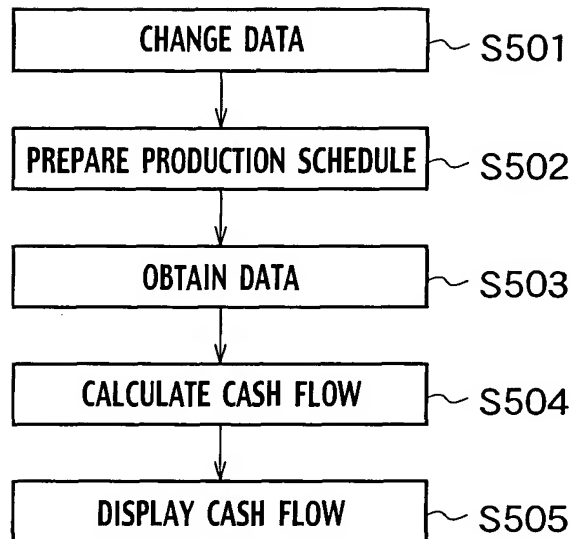 CHANGE DATA S501
PREPARE PRODUCTION SCHEDULE S502
OBTAIN DATA S503
CALCULATE CASH FLOW S504
DISPLAY CASH FLOW S505